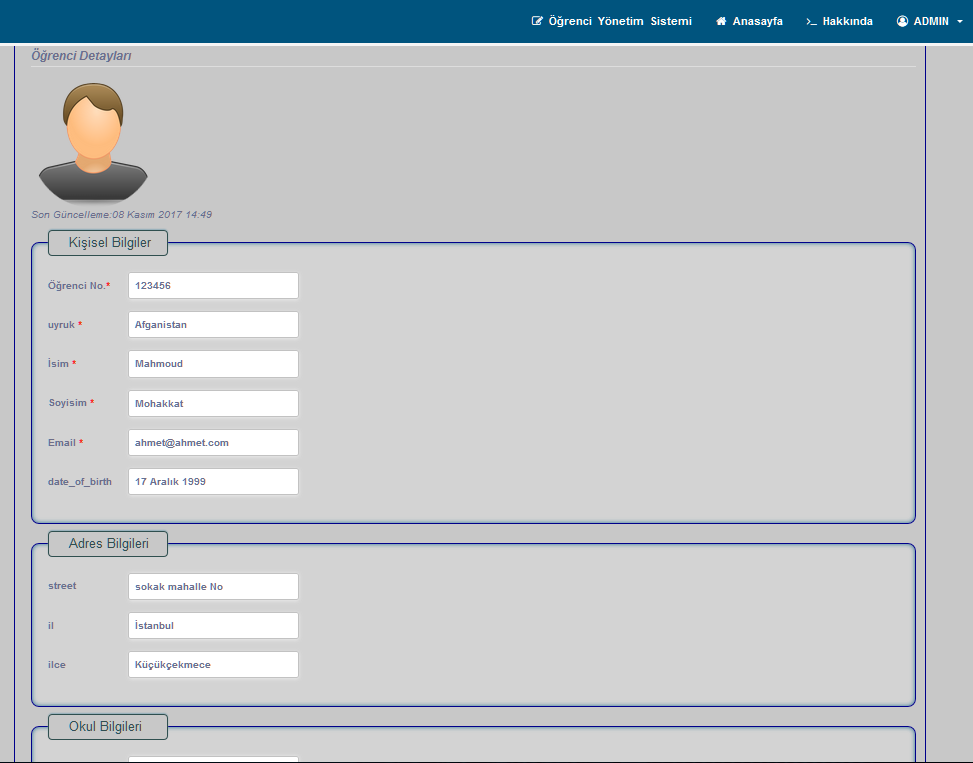 Öğrenci Yönetim Sistemi Anasayfa >_ Hakkında ADMIN
Öğrenci Detayları
Son Güncelleme:08 Kasım 2017 14:49
Kişisel Bilgiler
Öğrenci No.* 123456
uyruk * Afganistan
İsim * Mahmoud
Soyisim * Mohakkat
Email * ahmet@ahmet.com
date_of_birth 17 Aralık 1999
Adres Bilgileri
street sokak mahalle No
il İstanbul
ilce Küçükçekmece
Okul Bilgileri